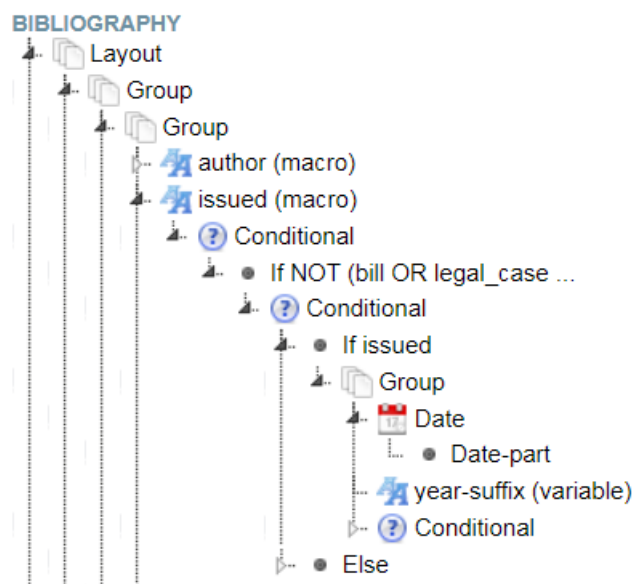 BIBLIOGRAPHY
Layout
Group
Group
author (macro)
issued (macro)
Conditional
If NOT (bill OR legal_case ...
Conditional
If issued
Group
Date
Date-part
year-suffix (variable)
Conditional
Else